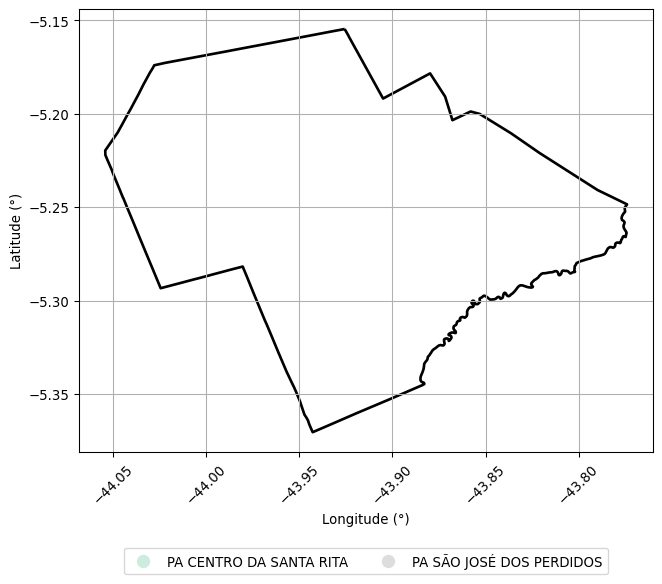 −5.15
−5.20
−5.25
−5.30
−5.35
Latitude (°)
−44.05
−44.00
−43.95
−43.90
−43.85
−43.80
Longitude (°)
PA CENTRO DA SANTA RITA
PA SÃO JOSÉ DOS PERDIDOS